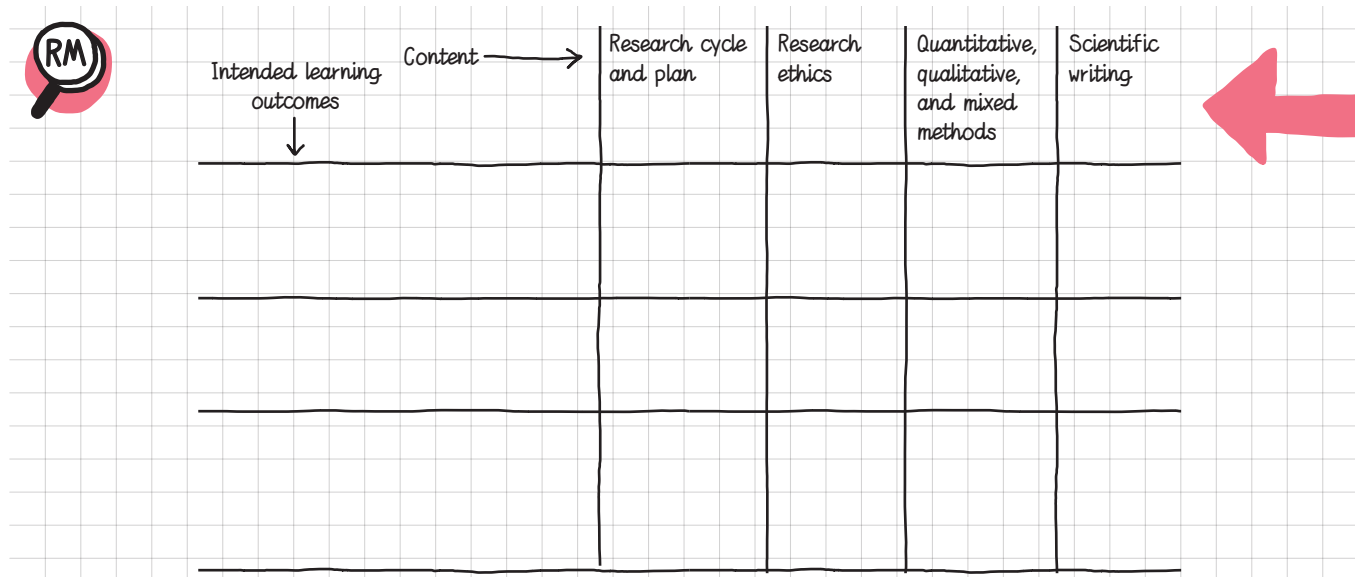 RM
Intended learning
outcomes
Content
Research cycle
and plan
Research
ethics
Quantitative,
qualitative,
and mixed
methods
Scientific
writing